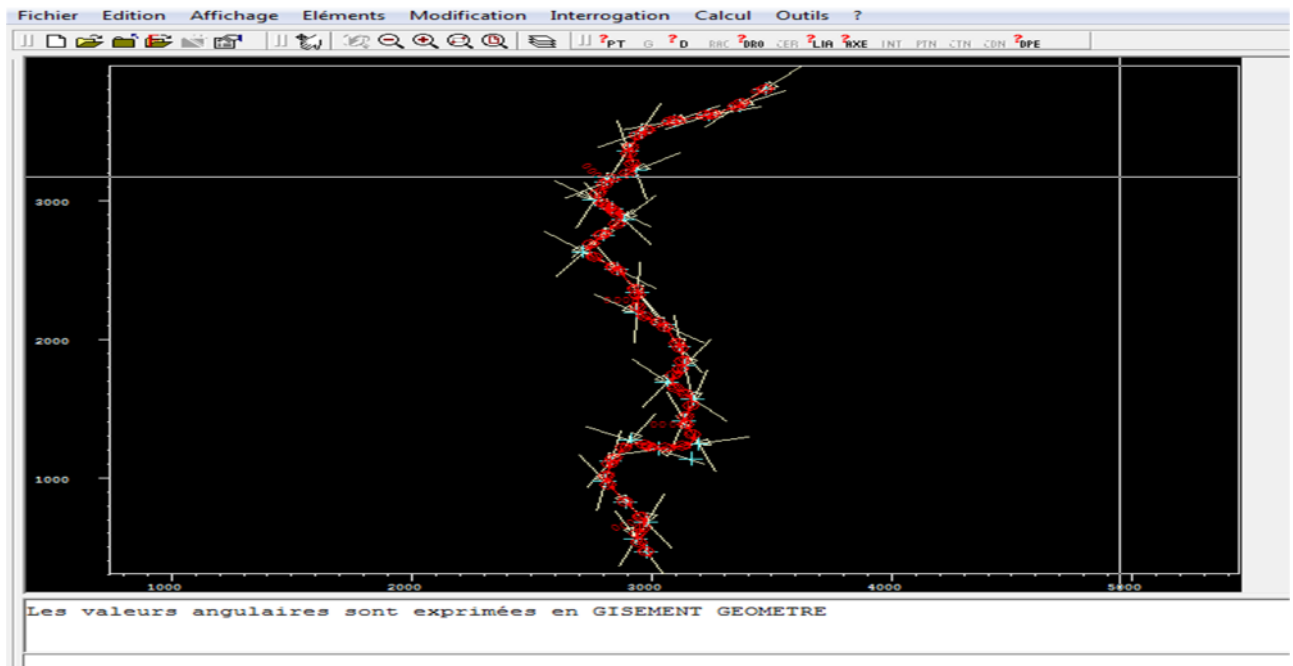 Fichier Edition Affichage Eléments Modification Interrogation Calcul Outils ?
?PT G ?D RAC ?DRO CER ?LIA ?AXE INT PTN CTN CDN ?DPE
3000
2000
1000
1000 2000 3000 4000 5000
Les valeurs angulaires sont exprimées en GISEMENT GEOMETRE